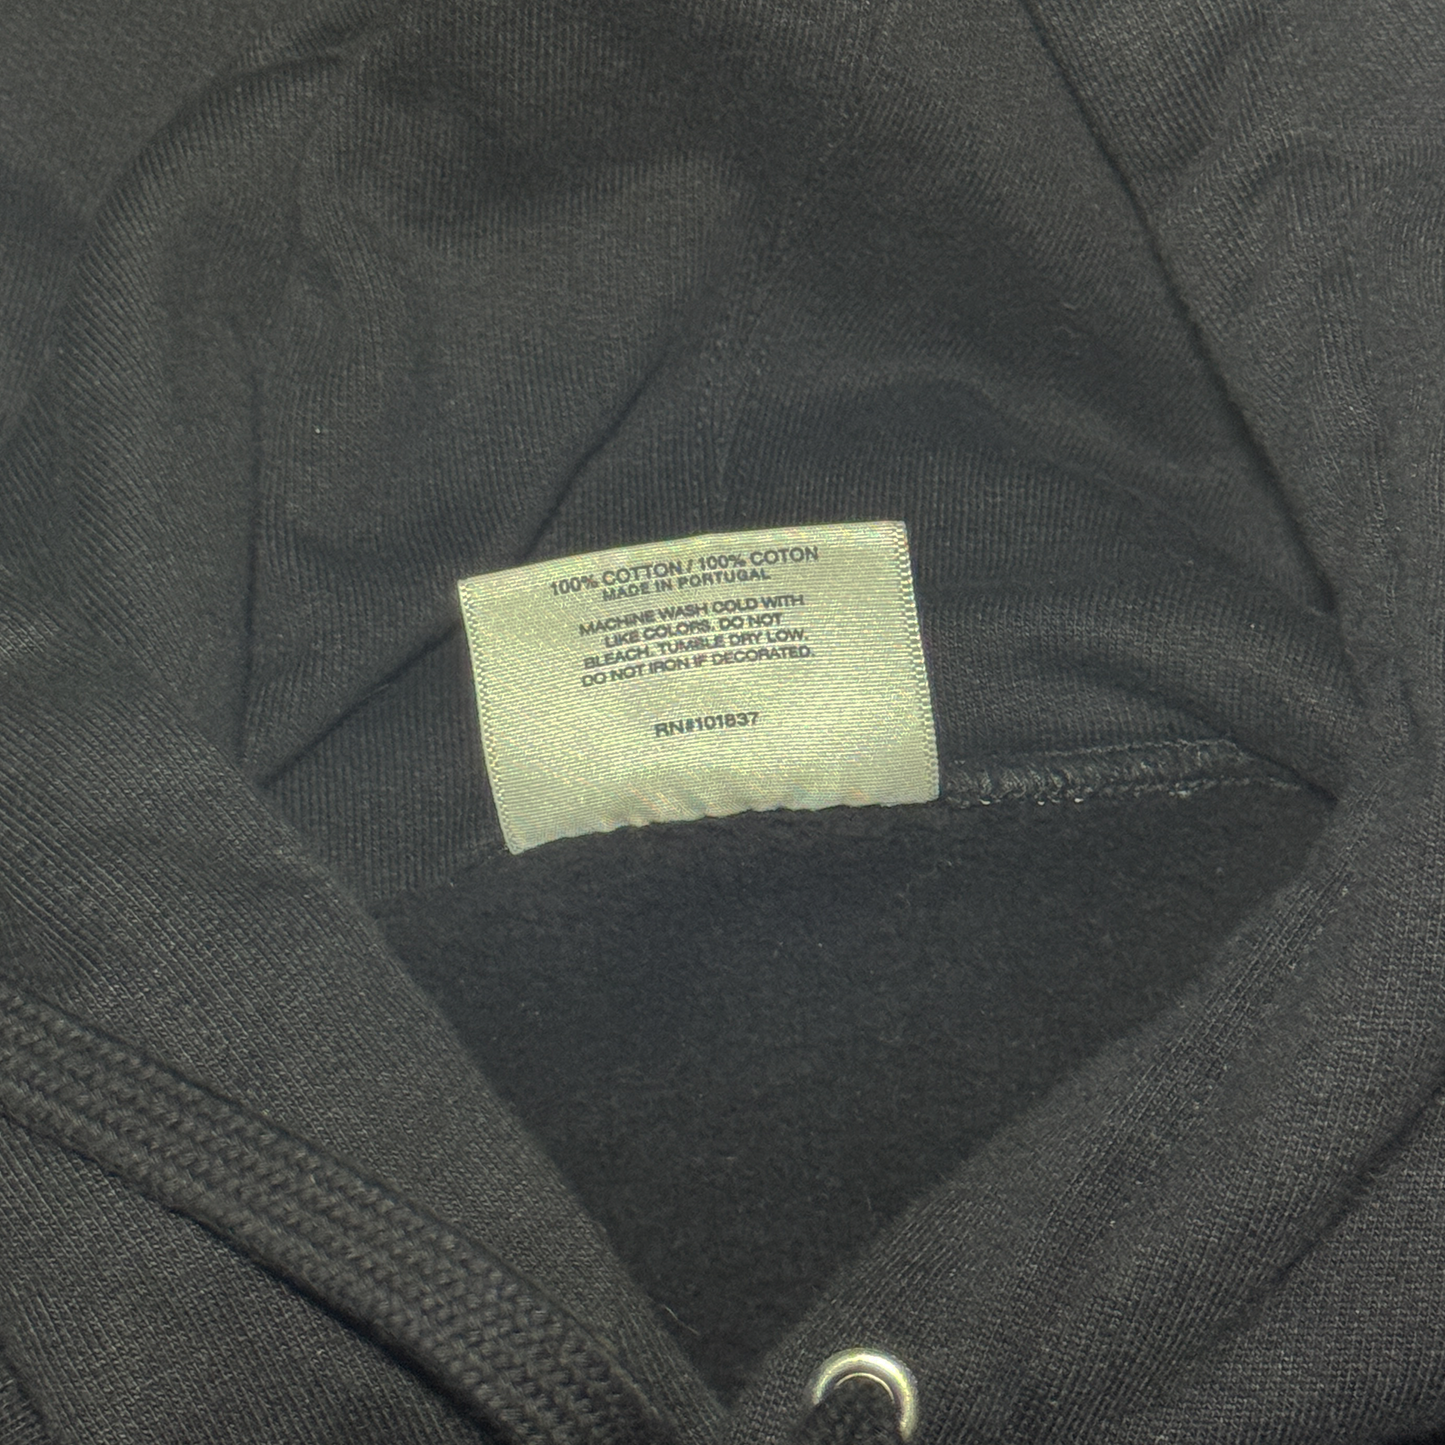 100% COTTON / 100% COTON
MADE IN PORTUGAL
MACHINE WASH COLD WITH
LIKE COLORS. DO NOT
BLEACH. TUMBLE DRY LOW.
DO NOT IRON IF DECORATED.
RN#101837